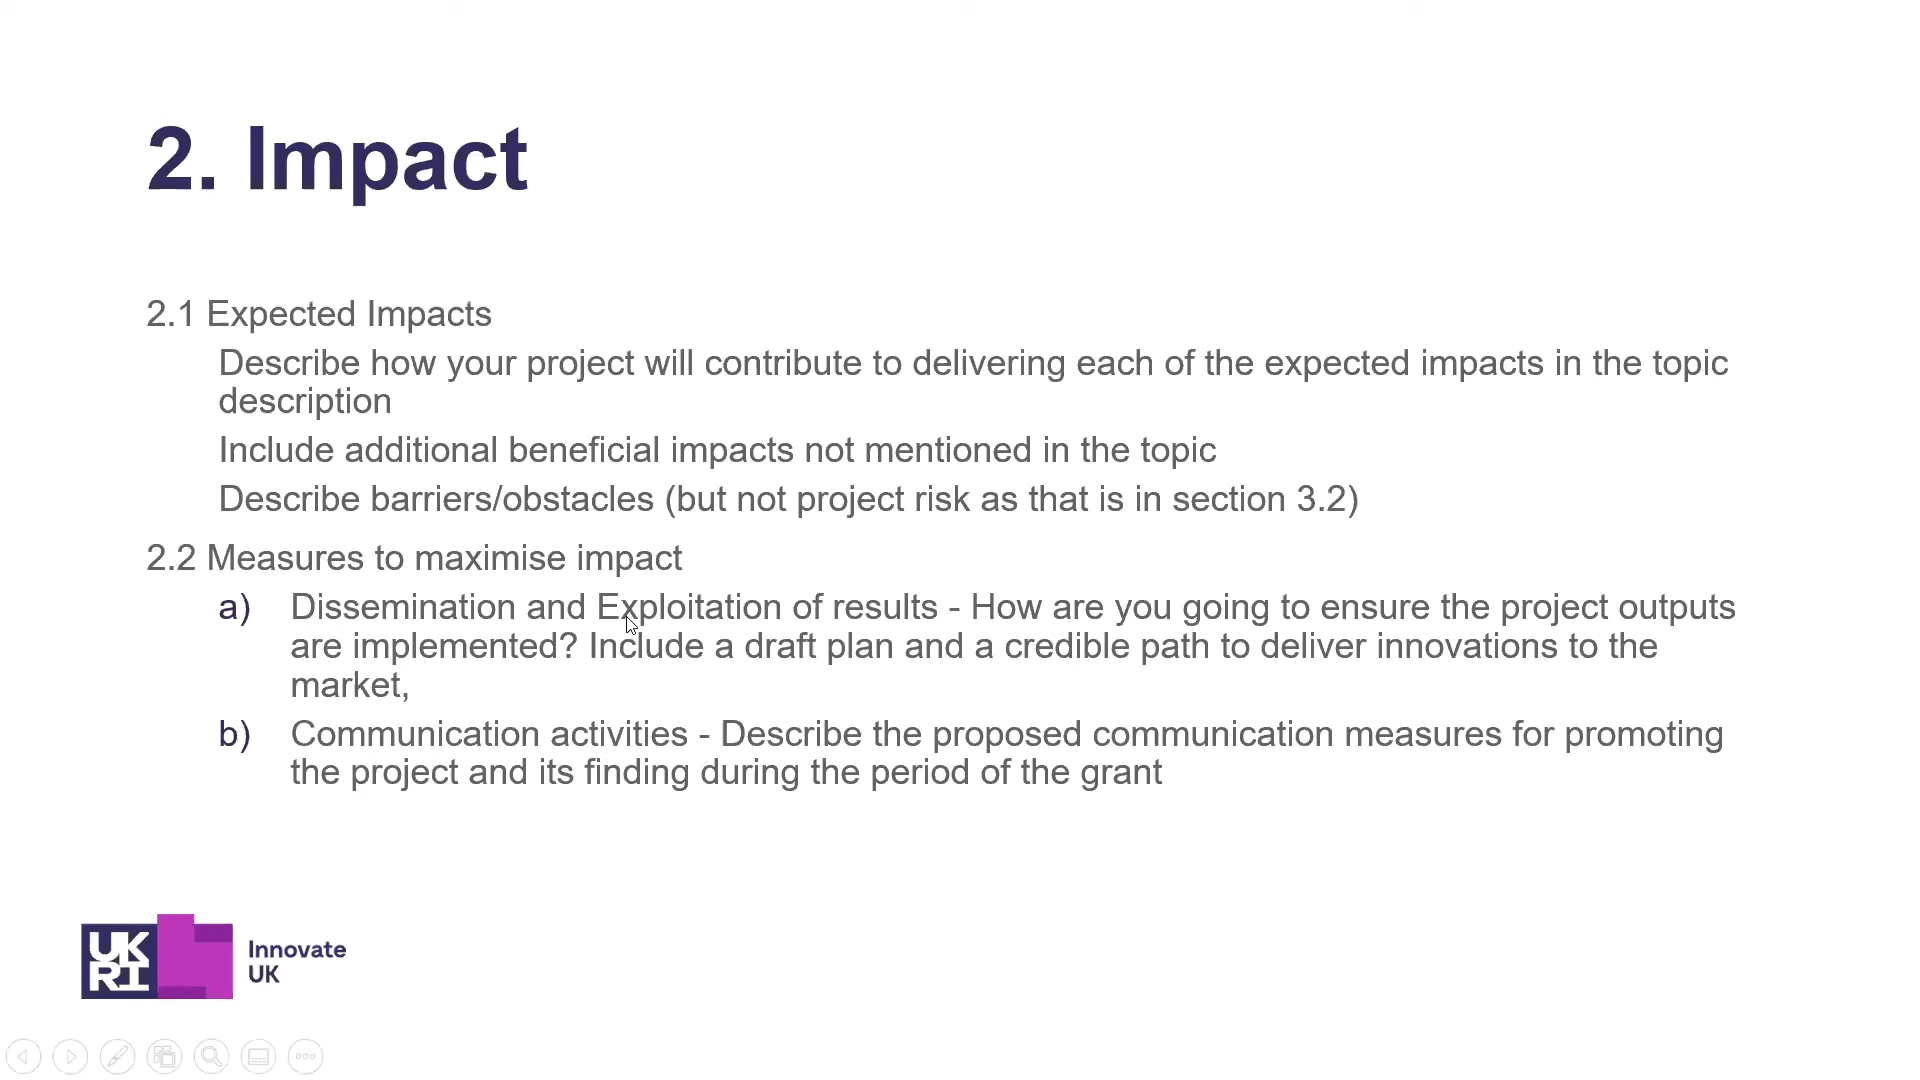 2. Impact
2.1 Expected Impacts
Describe how your project will contribute to delivering each of the expected impacts in the topic
description
Include additional beneficial impacts not mentioned in the topic
Describe barriers/obstacles (but not project risk as that is in section 3.2)
2.2 Measures to maximise impact
a) Dissemination and Exploitation of results - How are you going to ensure the project outputs
are implemented? Include a draft plan and a credible path to deliver innovations to the
market,
b) Communication activities - Describe the proposed communication measures for promoting
the project and its finding during the period of the grant
UK
RI
Innovate
UK